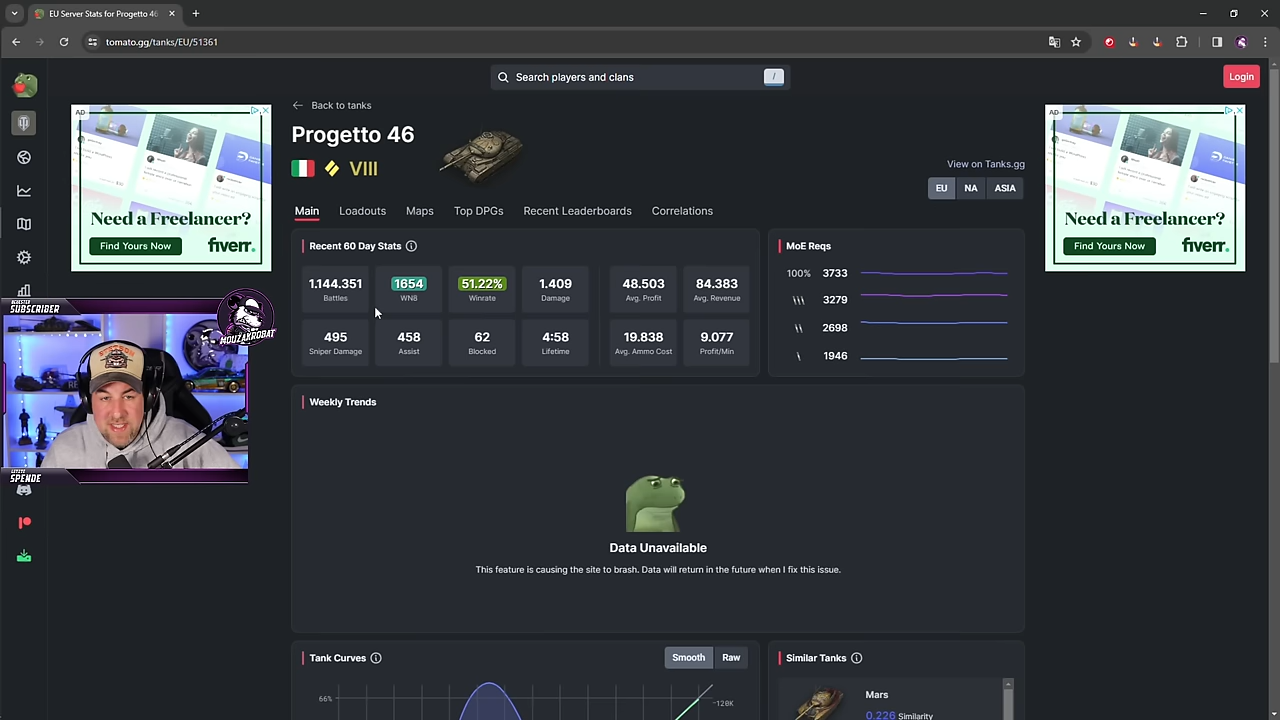 EU Server Stats for Progetto 46
tomato.gg/tanks/EU/51361
Search players and clans
/
Login
Back to tanks
AD
Need a Freelancer?
Find Yours Now
fiverr.
Progetto 46
VIII
View on Tanks.gg
EU
NA
ASIA
AD
Need a Freelancer?
Find Yours Now
fiverr.
Main
Loadouts
Maps
Top DPGs
Recent Leaderboards
Correlations
Recent 60 Day Stats
1.144.351
Battles
1654
WN8
51.22%
Winrate
1.409
Damage
48.503
Avg. Profit
84.383
Avg. Revenue
495
Sniper Damage
458
Assist
62
Blocked
4:58
Lifetime
19.838
Avg. Ammo Cost
9.077
Profit/Min
MoE Reqs
100%
3733
3279
2698
1946
SUBSCRIBER
MOUZAKROBAT
LETZTE
SPENDE
Weekly Trends
Data Unavailable
This feature is causing the site to brash. Data will return in the future when I fix this issue.
Tank Curves
Smooth
Raw
66%
-120K
Similar Tanks
Mars
0.226 Similarity